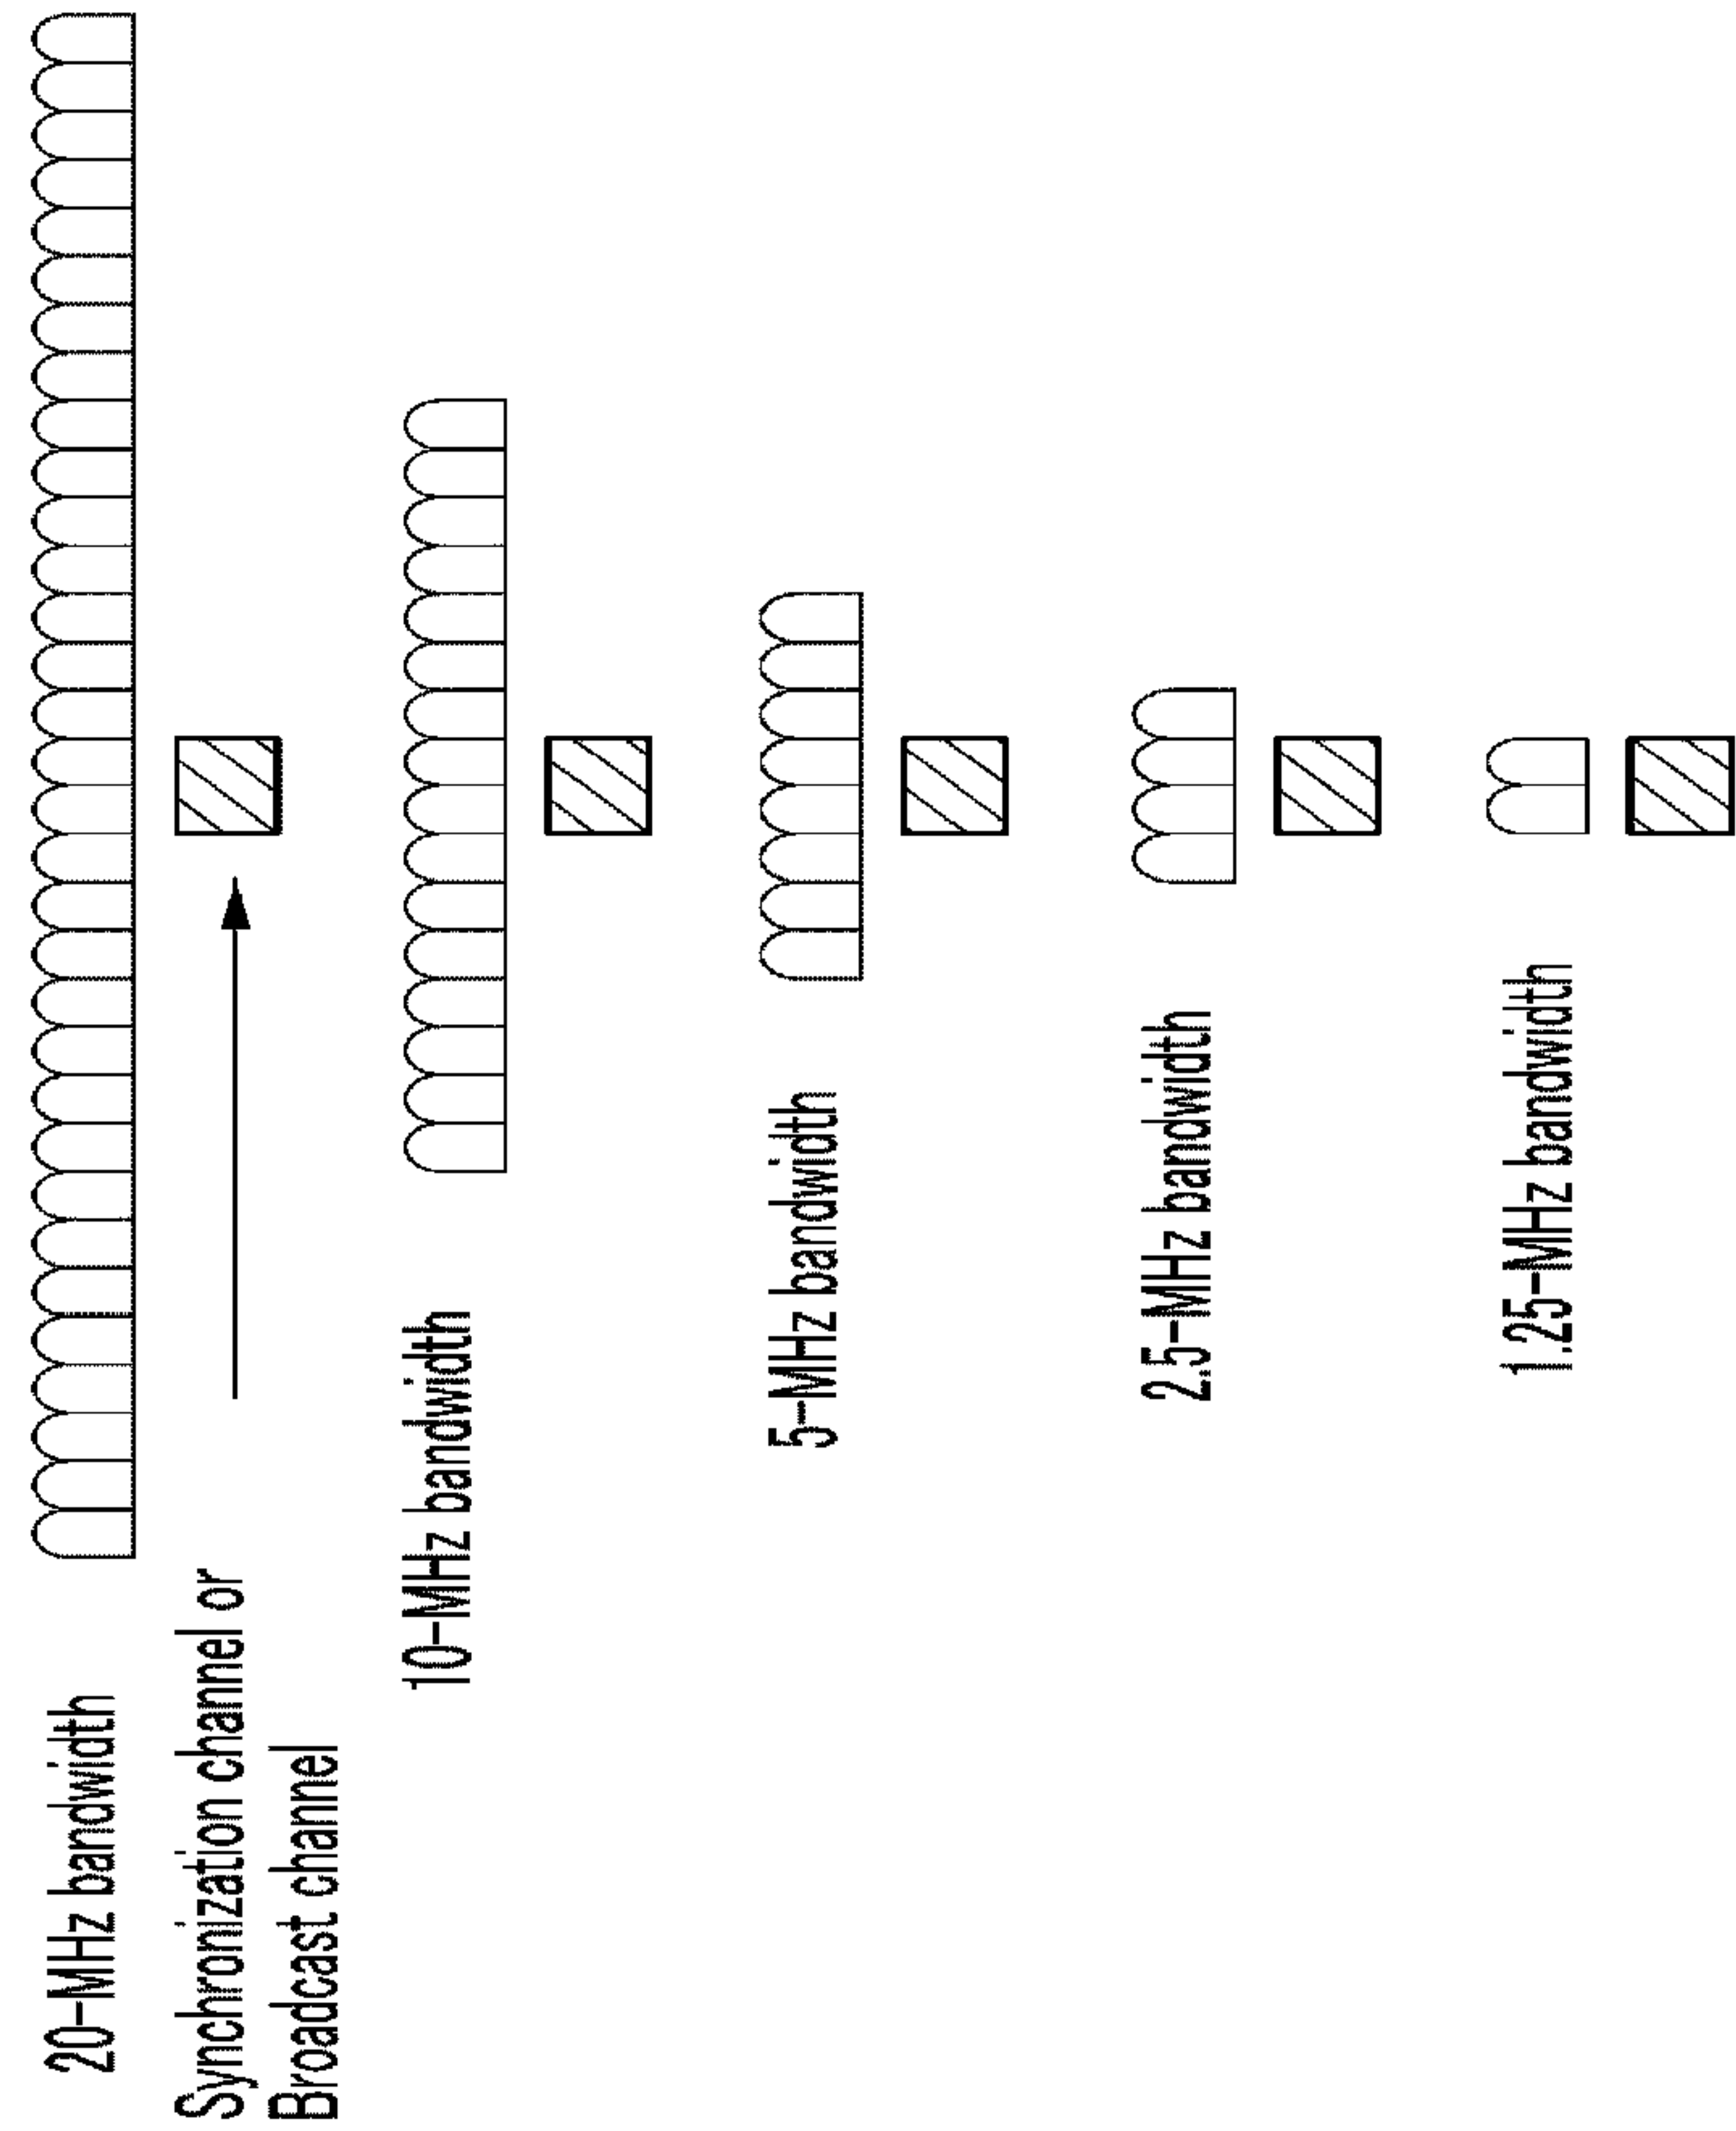 20-MHz bandwidth
Synchronization channel or
Broadcast channel
10-MHz bandwidth
5-MHz bandwidth
2.5-MHz bandwidth
1.25-MHz bandwidth